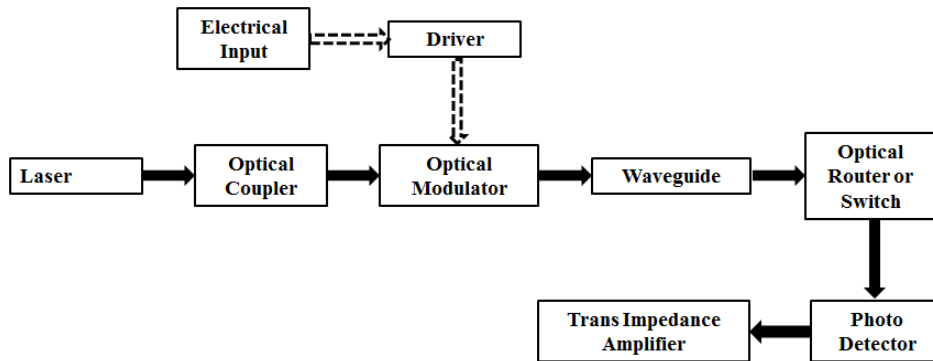 Electrical
Input
Driver
Laser
Optical
Coupler
Optical
Modulator
Waveguide
Optical
Router or
Switch
Trans Impedance
Amplifier
Photo
Detector